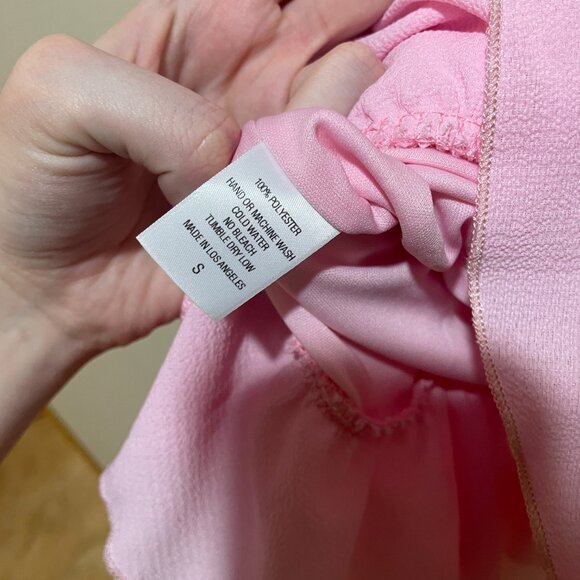 100% POLYESTER
HAND OR MACHINE WASH
COLD WATER
NO BLEACH
TUMBLE DRY LOW
MADE IN LOS ANGELES
S